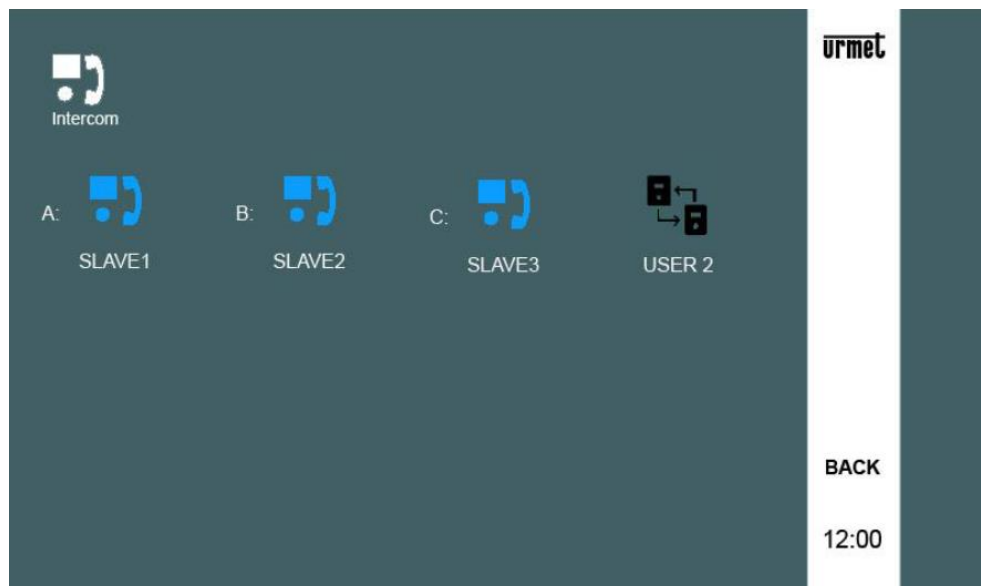 urmet
Intercom
A:
SLAVE1
B:
SLAVE2
C:
SLAVE3
USER 2
BACK
12:00